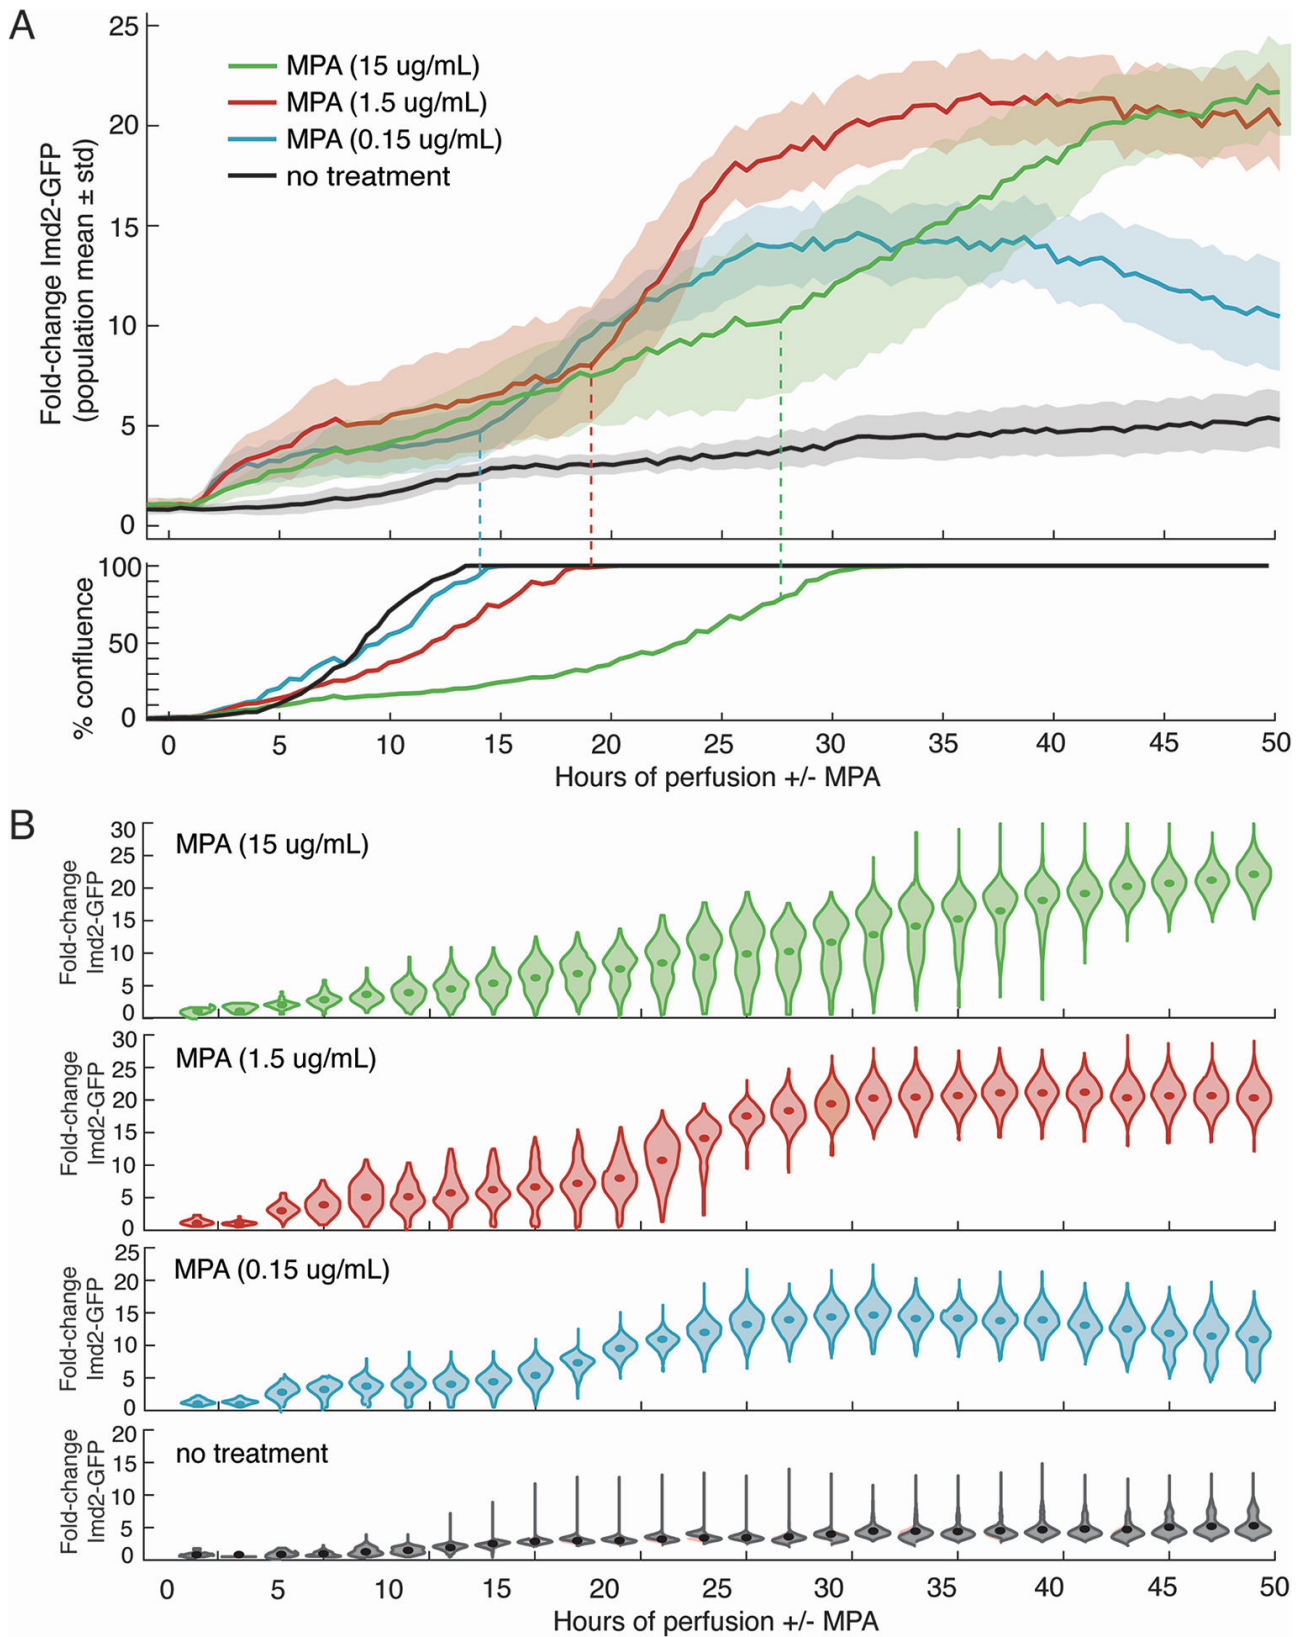 A
Fold-change Imd2-GFP
(population mean ± std)
25
20
15
10
5
0
MPA (15 ug/mL)
MPA (1.5 ug/mL)
MPA (0.15 ug/mL)
no treatment
% confluence
100
50
0
0 5 10 15 20 25 30 35 40 45 50
Hours of perfusion +/- MPA
B
Fold-change
Imd2-GFP
30
25
20
15
10
5
0
MPA (15 ug/mL)
Fold-change
Imd2-GFP
30
25
20
15
10
5
0
MPA (1.5 ug/mL)
Fold-change
Imd2-GFP
25
20
15
10
5
0
MPA (0.15 ug/mL)
Fold-change
Imd2-GFP
20
15
10
5
0
no treatment
0 5 10 15 20 25 30 35 40 45 50
Hours of perfusion +/- MPA